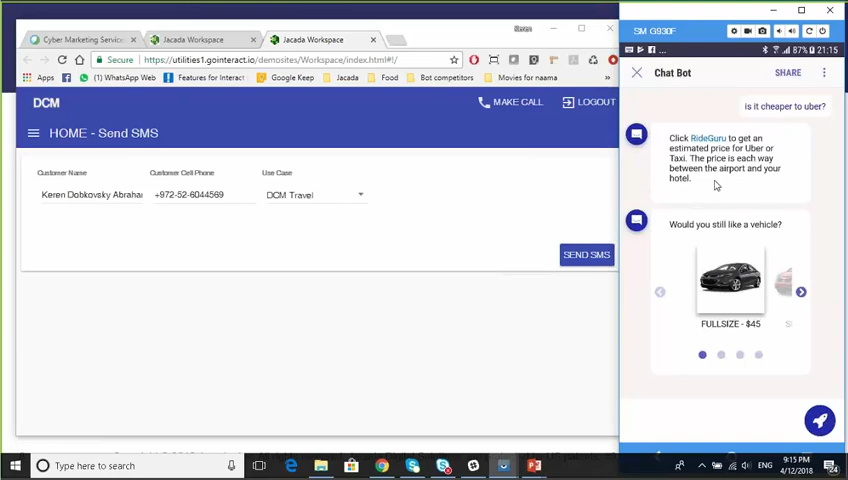 Cyber Marketing Service
Jacada Workspace
Jacada Workspace
Secure
https://utilities1.gointeract.io/demosites/Workspace/index.html#!/
Apps
(1) WhatsApp Web
Features for Interact
Google Keep
Jacada
Food
Bot competitors
Movies for naama
DCM
MAKE CALL
LOGOUT
HOME - Send SMS
Customer Name
Customer Cell Phone
Use Case
Keren Dobkovsky Abraha
+972-52-6044569
DCM Travel
SEND SMS
SM G930F
87% 21:15
Chat Bot
SHARE
is it cheaper to uber?
Click RideGuru to get an
estimated price for Uber or
Taxi. The price is each way
between the airport and your
hotel.
Would you still like a vehicle?
FULLSIZE - $45
Type here to search
ENG
9:15 PM
4/12/2018
24